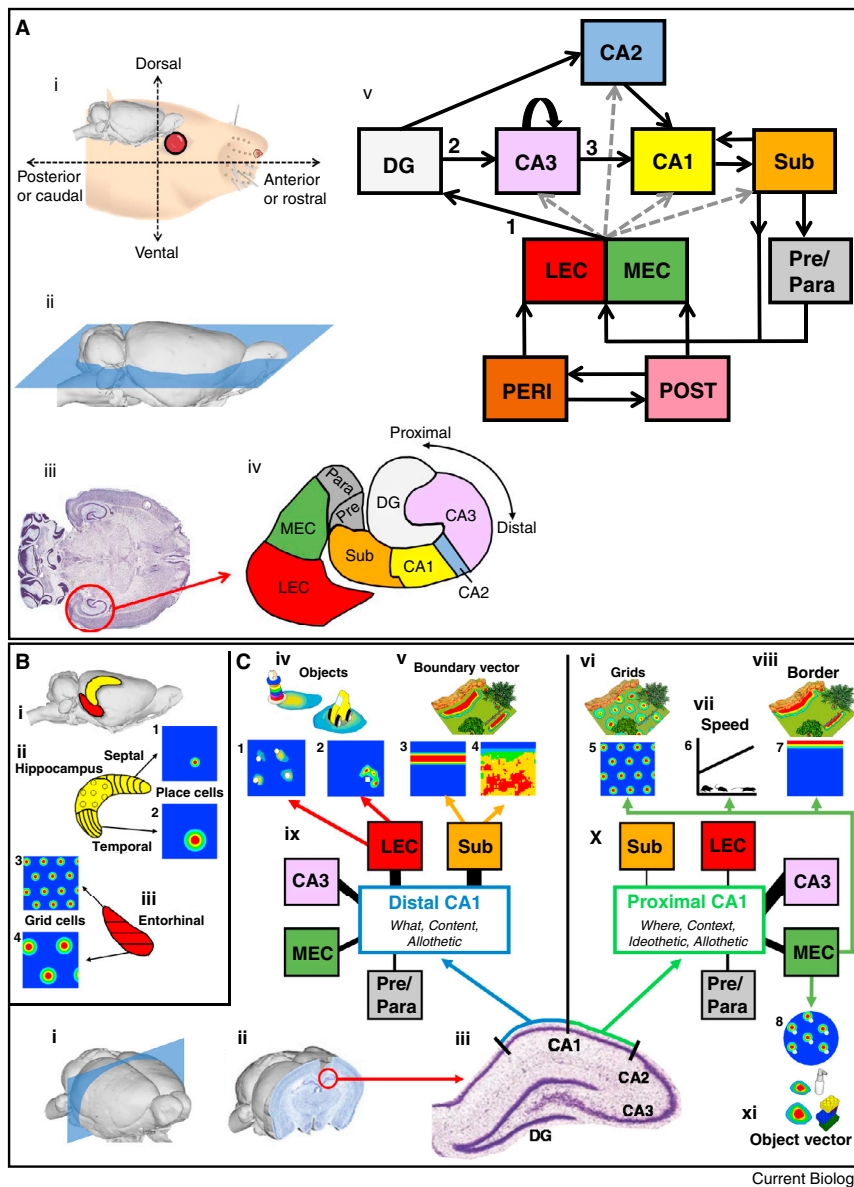 A
i
Dorsal
Posterior
or caudal
Anterior
or rostral
Vental
ii
iii
iv
Proximal
Distal
Para
Pre
DG
CA3
MEC
Sub
CA1
CA2
LEC
v
CA2
DG
2
CA3
3
CA1
Sub
1
LEC
MEC
Pre/
Para
PERI
POST
B
i
ii
Hippocampus
Septal
1
Place cells
2
Temporal
3
Grid cells
4
iii
Entorhinal
C
iv
Objects
v
Boundary vector
1
2
3
4
vi
Grids
vii
Speed
viii
Border
5
6
7
ix
LEC
Sub
CA3
Distal CA1
What, Content,
Allothetic
MEC
Pre/
Para
X
Sub
LEC
CA3
Proximal CA1
Where, Context,
Ideothetic, Allothetic
MEC
Pre/
Para
8
xi
Object vector
i
ii
iii
CA1
CA2
CA3
DG
Current Biolog